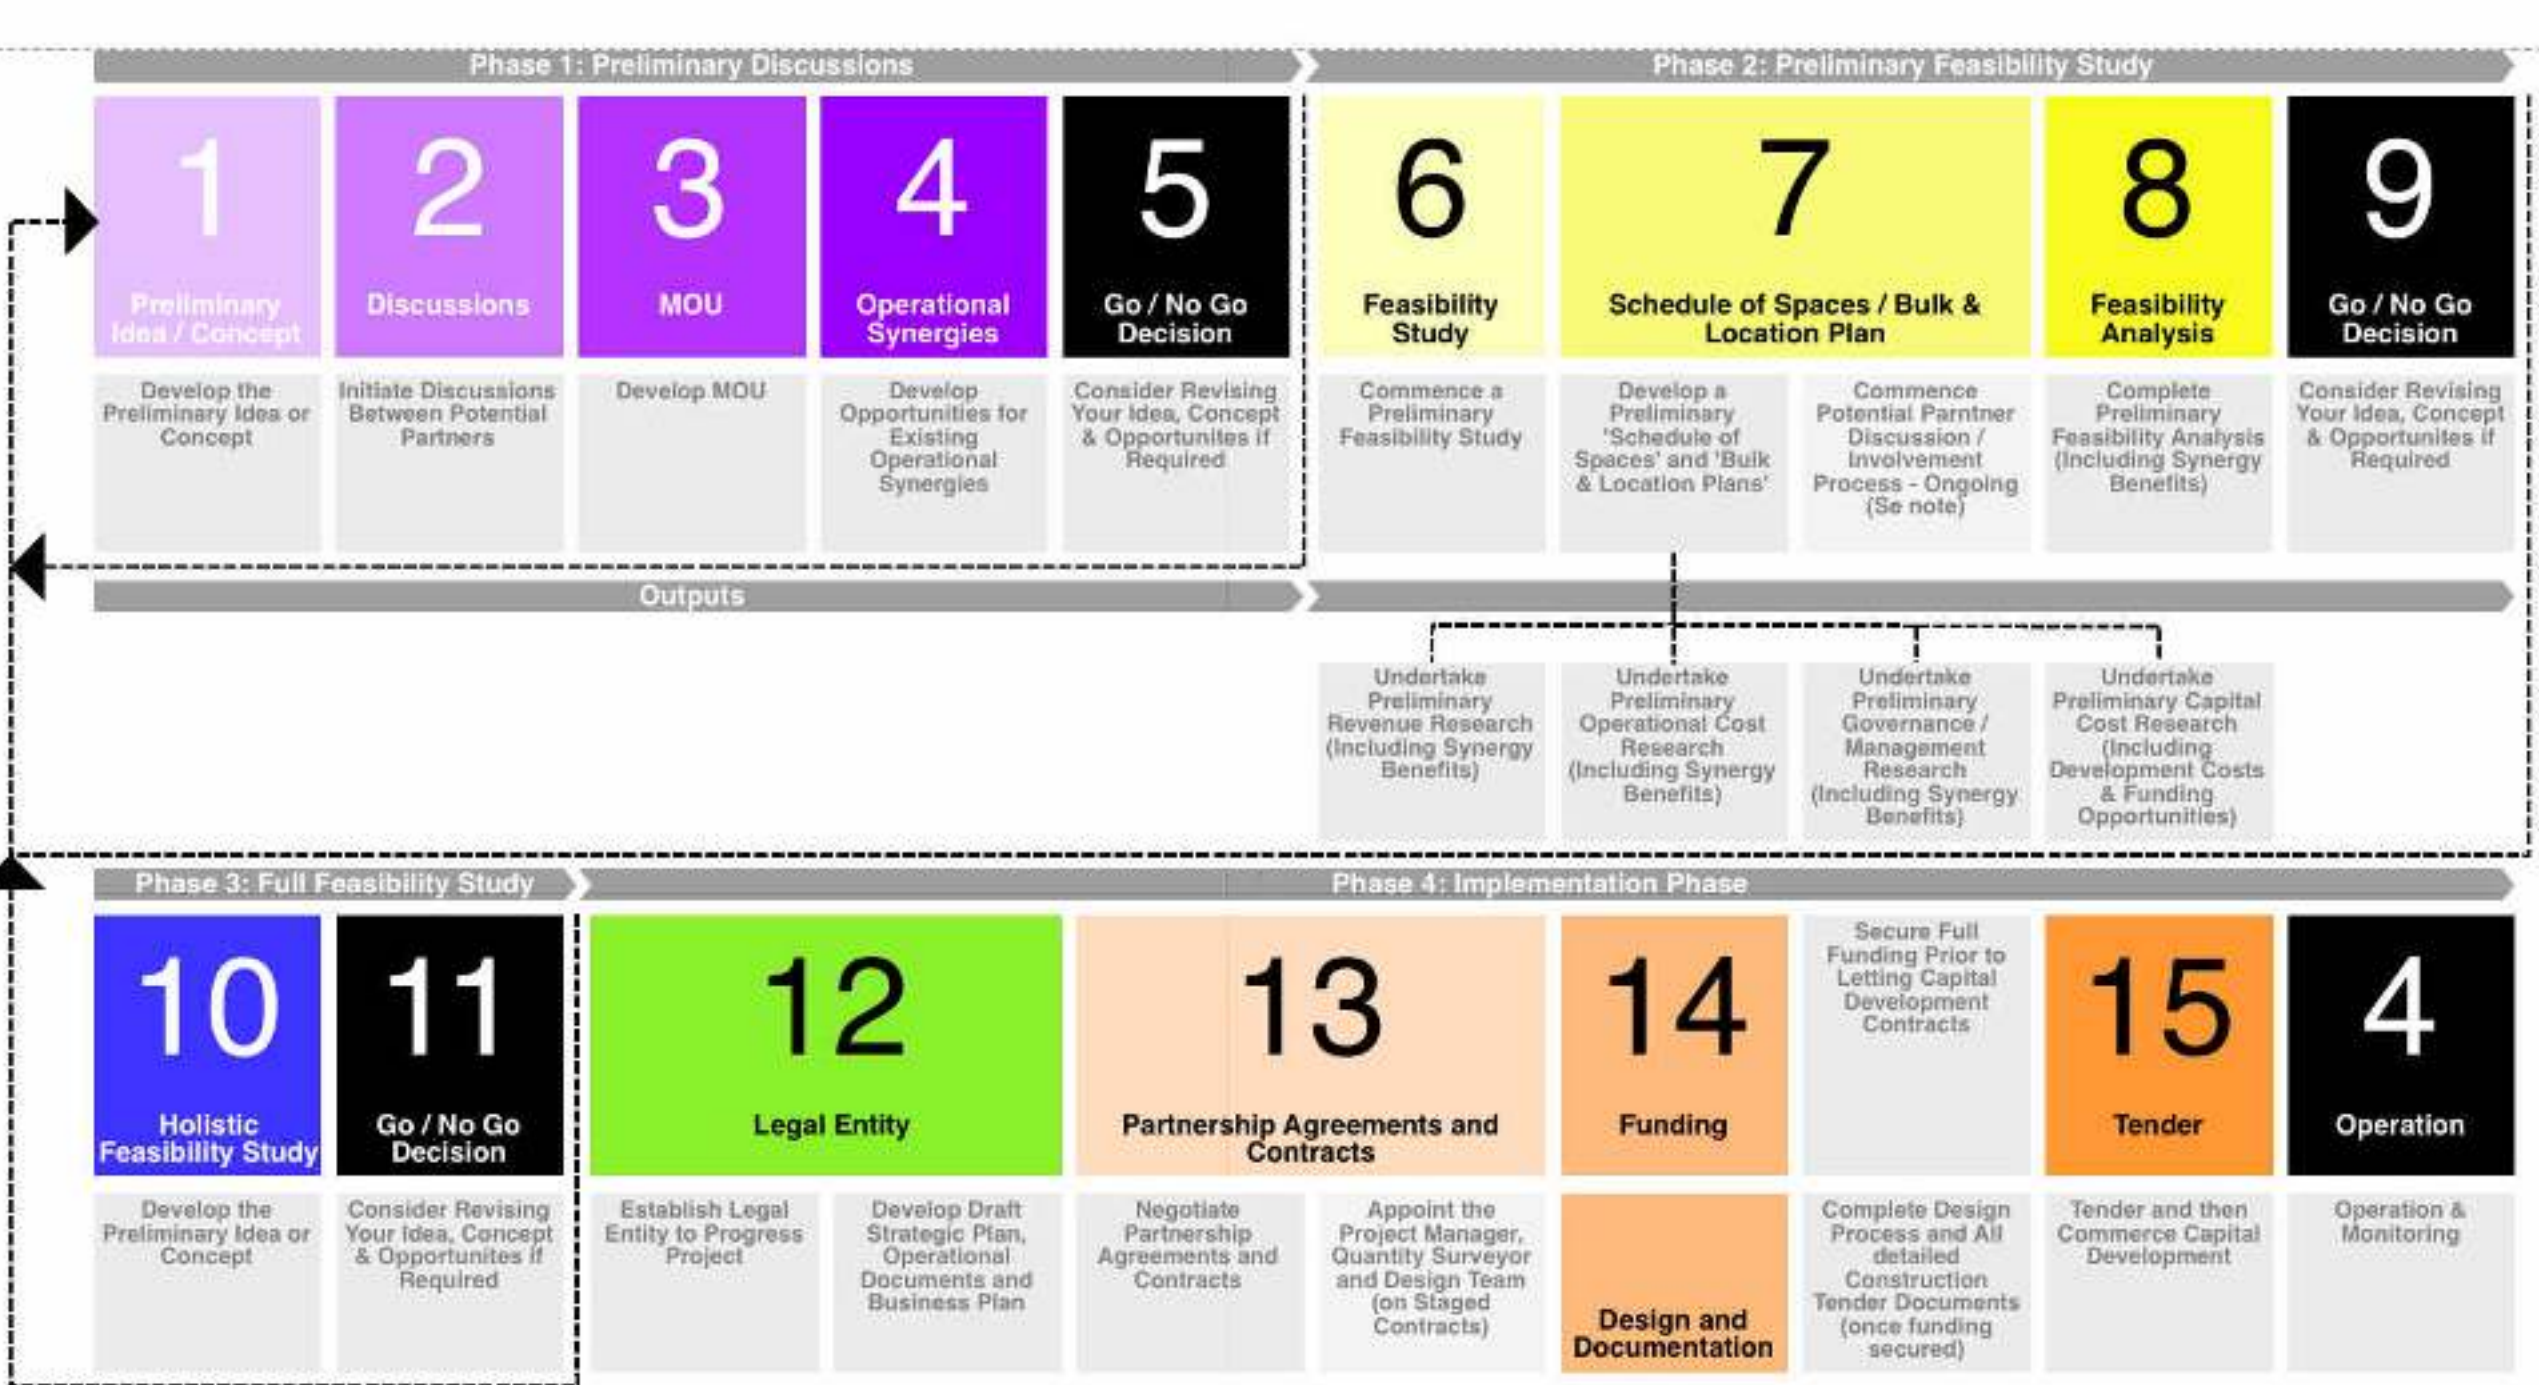 Phase 1: Preliminary Discussions
Phase 2: Preliminary Feasibility Study
1
Preliminary
Idea / Concept
2
Discussions
3
MOU
4
Operational
Synergies
5
Go / No Go
Decision
6
Feasibility
Study
7
Schedule of Spaces / Bulk &
Location Plan
8
Feasibility
Analysis
9
Go / No Go
Decision
Develop the
Preliminary Idea or
Concept
Initiate Discussions
Between Potential
Partners
Develop MOU
Develop
Opportunities for
Existing
Operational
Synergies
Consider Revising
Your Idea, Concept
& Opportunites if
Required
Commence a
Preliminary
Feasibility Study
Develop a
Preliminary
'Schedule of
Spaces' and 'Bulk
& Location Plans'
Commence
Potential Parntner
Discussion /
Involvement
Process - Ongoing
(Se note)
Complete
Preliminary
Feasibility Analysis
(Including Synergy
Benefits)
Consider Revising
Your Idea, Concept
& Opportunites if
Required
Outputs
Undertake
Preliminary
Revenue Research
(Including Synergy
Benefits)
Undertake
Preliminary
Operational Cost
Research
(Including Synergy
Benefits)
Undertake
Preliminary
Governance /
Management
Research
(Including Synergy
Benefits)
Undertake
Preliminary Capital
Cost Research
(Including
Development Costs
& Funding
Opportunities)
Phase 3: Full Feasibility Study
Phase 4: Implementation Phase
10
Holistic
Feasibility Study
11
Go / No Go
Decision
12
Legal Entity
13
Partnership Agreements and
Contracts
14
Funding
Secure Full
Funding Prior to
Letting Capital
Development
Contracts
15
Tender
4
Operation
Develop the
Preliminary Idea or
Concept
Consider Revising
Your Idea, Concept
& Opportunites if
Required
Establish Legal
Entity to Progress
Project
Develop Draft
Strategic Plan,
Operational
Documents and
Business Plan
Negotiate
Partnership
Agreements and
Contracts
Appoint the
Project Manager,
Quantity Surveyor
and Design Team
(on Staged
Contracts)
Design and
Documentation
Complete Design
Process and All
detailed
Construction
Tender Documents
(once funding
secured)
Tender and then
Commerce Capital
Development
Operation &
Monitoring